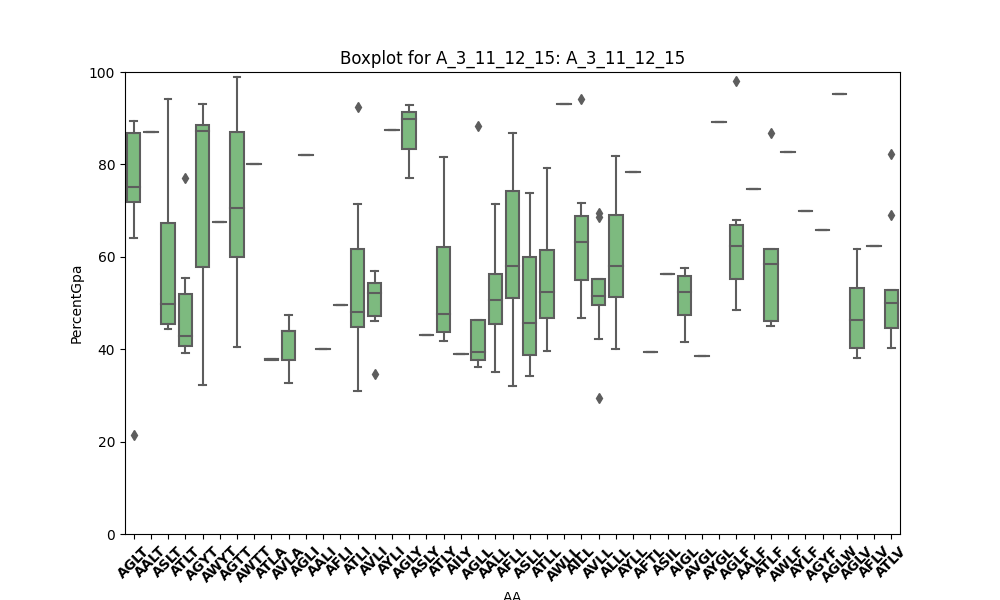 Boxplot for A_3_11_12_15: A_3_11_12_15
100
80
60
40
20
0
PercentGpa
AGLT AALT ASLT ATLT AGYT AWYT AGTT AWTT ATLA AVLA AGLI AALI AFLI ATLI AVLI AYLI AGLY ASLY ATLY AILY AGLL AALL AFLL ASLL ATLL AWLL AILL AVLL ALLL AYLL AFTL ASIL AIGL AVGL AYGL AGLF AALF ATLF AWLF AYLF AGYF AGLW AGLV AFLV ATLV
AA